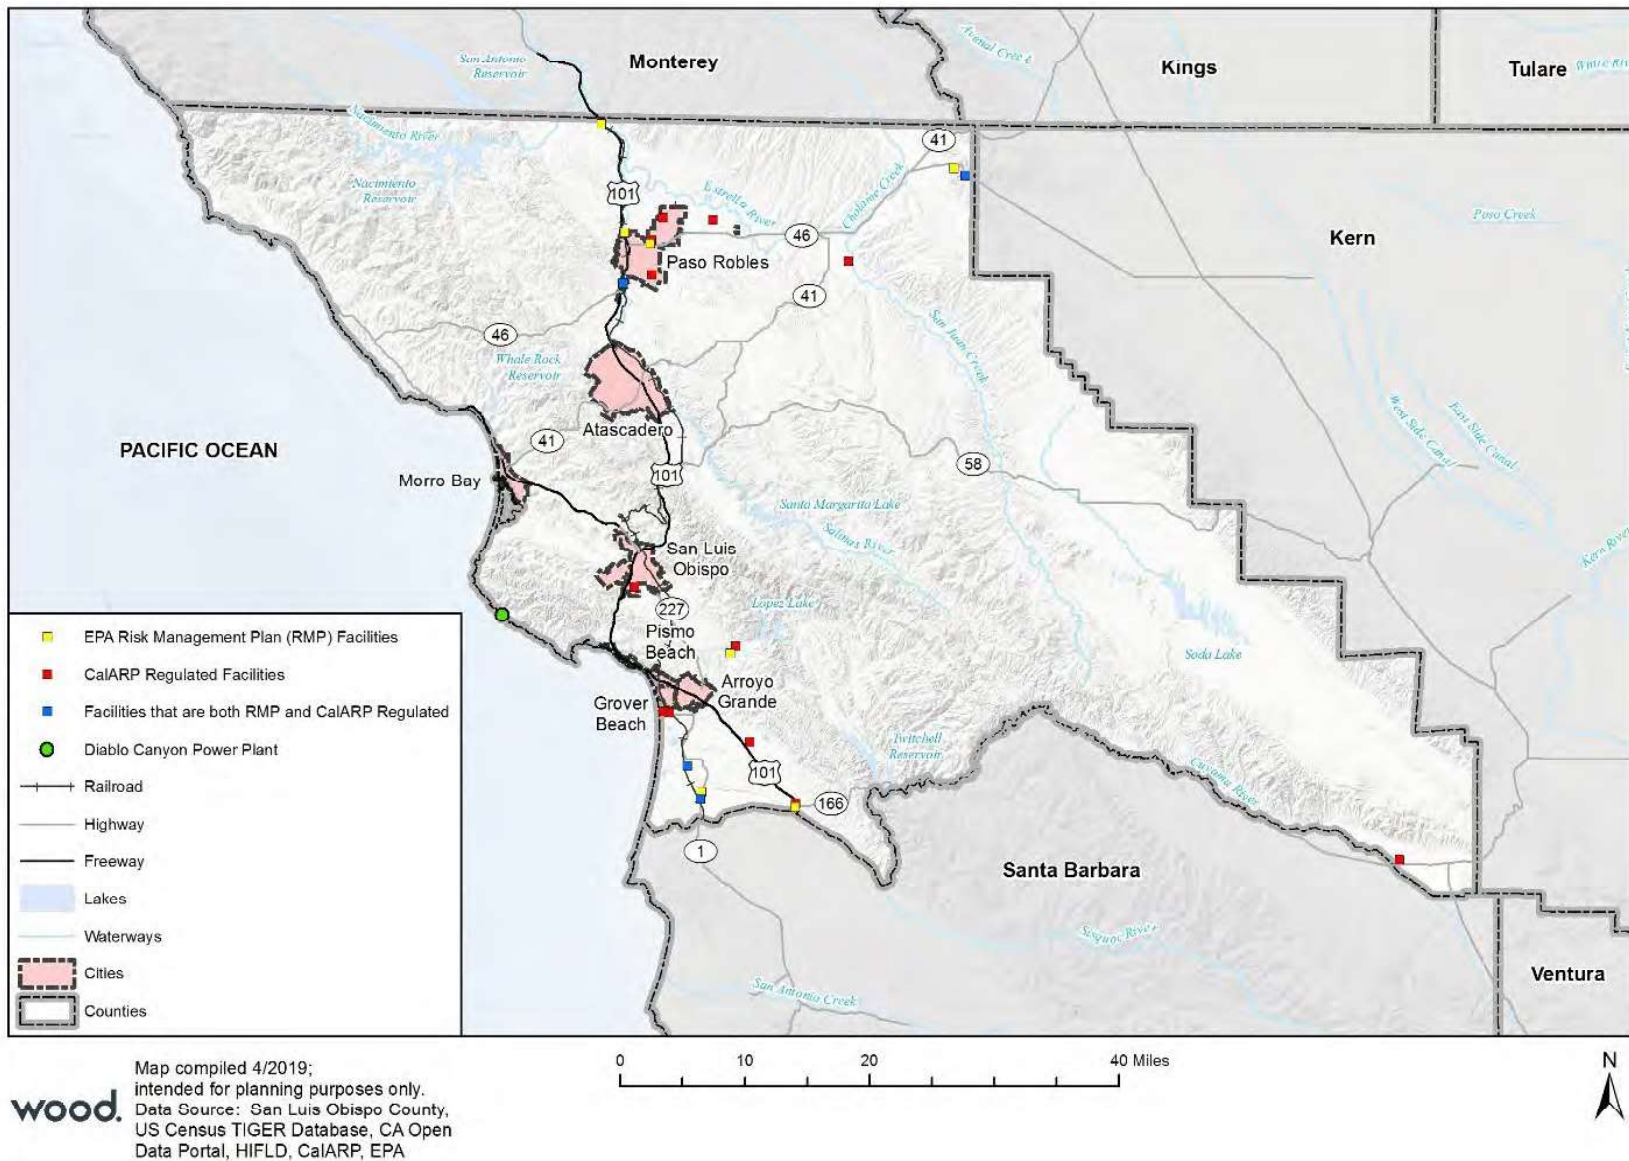 Monterey
Kings
Tulare
San Antonio
Reservoir
Avenal Creek
Nacimiento River
41
Nacimiento
Reservoir
101
Estrella River
Cholame Creek
Poso Creek
46
Kern
Paso Robles
41
46
San Juan Creek
Whale Rock
Reservoir
West Side Canal
East Side Canal
Atascadero
41
PACIFIC OCEAN
58
101
Morro Bay
Santa Margarita Lake
Salinas River
Kern River
San Luis
Obispo
227
Lopez Lake
Pismo
Beach
Soda Lake
Arroyo
Grande
Grover
Beach
Twitchell
Reservoir
101
Cuyama River
166
1
Santa Barbara
Sisquoc River
Ventura
San Antonio Creek
EPA Risk Management Plan (RMP) Facilities
CalARP Regulated Facilities
Facilities that are both RMP and CalARP Regulated
Diablo Canyon Power Plant
Railroad
Highway
Freeway
Lakes
Waterways
Cities
Counties
wood.
Map compiled 4/2019;
intended for planning purposes only.
Data Source: San Luis Obispo County,
US Census TIGER Database, CA Open
Data Portal, HIFLD, CalARP, EPA
0 10 20 40 Miles
N